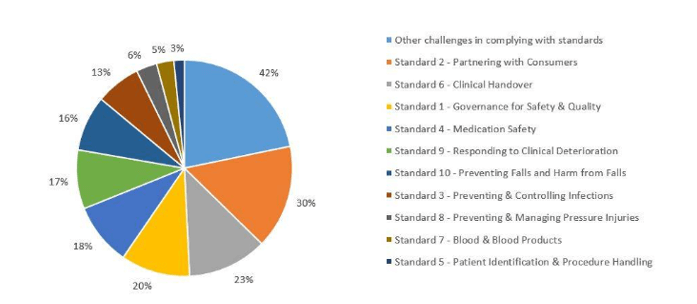 5% 3%
6%
42%
13%
16%
17%
30%
18%
23%
20%
Other challenges in complying with standards
Standard 2 - Partnering with Consumers
Standard 6 - Clinical Handover
Standard 1 - Governance for Safety & Quality
Standard 4 - Medication Safety
Standard 9 - Responding to Clinical Deterioration
Standard 10 - Preventing Falls and Harm from Falls
Standard 3 - Preventing & Controlling Infections
Standard 8 - Preventing & Managing Pressure Injuries
Standard 7 - Blood & Blood Products
Standard 5 - Patient Identification & Procedure Handling